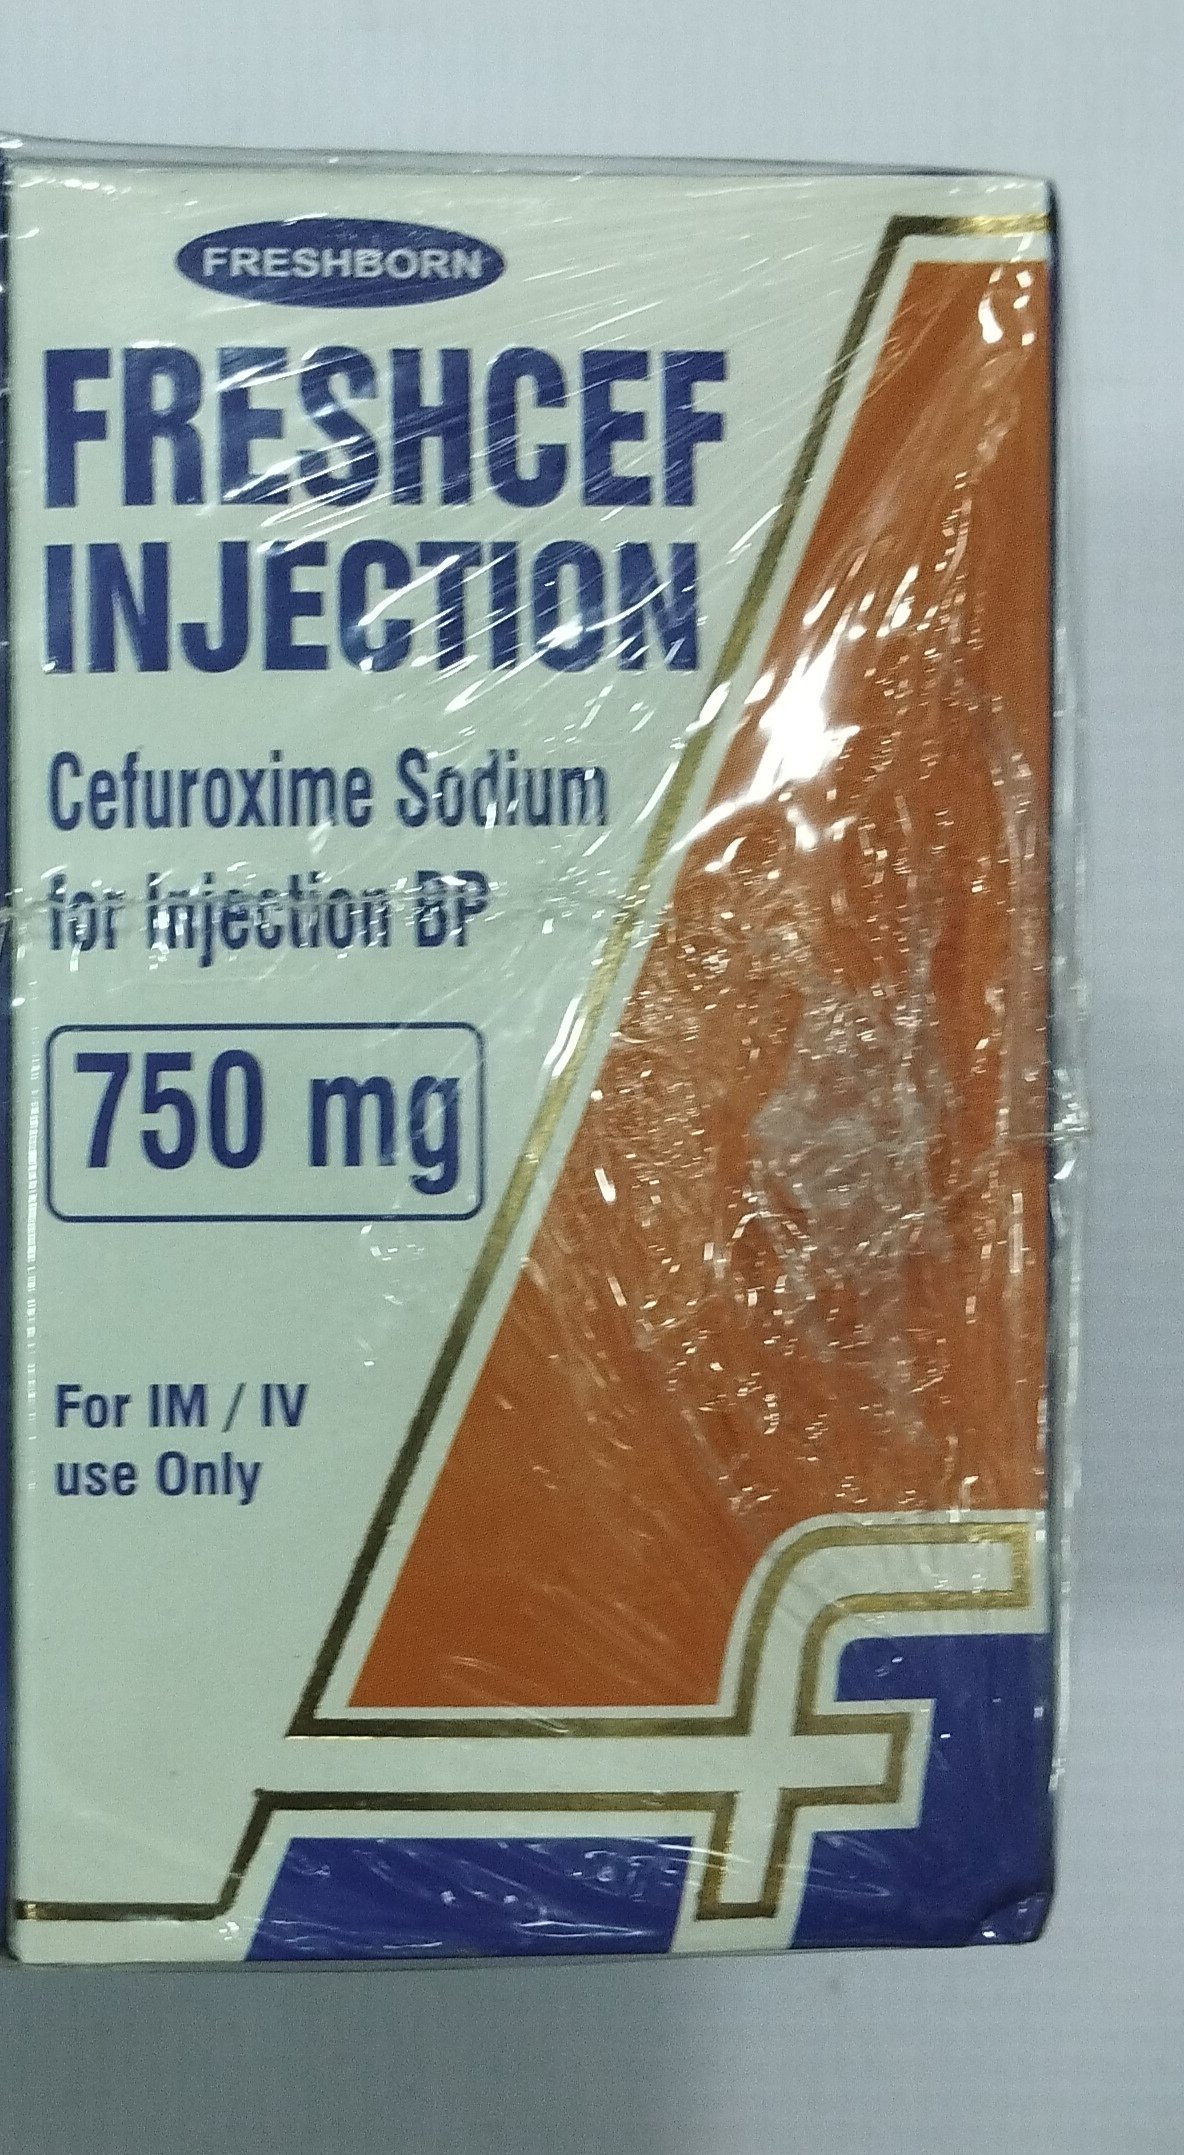 FRESHBORN
FRESHCEF
INJECTION
Cefuroxime Sodium
for Injection BP
750 mg
For IM / IV
use Only